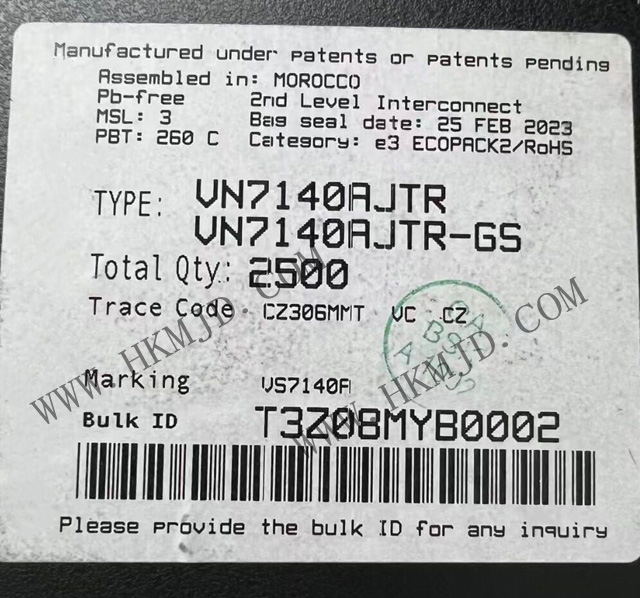 Manufactured under patents or patents pending
Assembled in: MOROCCO
Pb-free 2nd Level Interconnect
MSL: 3 Bag seal date: 25 FEB 2023
PBT: 260 C Category: e3 ECOPACK2/RoHS
TYPE: VN7140AJTR
VN7140AJTR-GS
Total Qty: 2500
Trace Code CZ306MMT VC CZ
Marking VS7140A
Bulk ID T3Z08MYB0002
Please provide the bulk ID for any inquiry
WWW.HKMJD.COM
WWW.HKMJD.COM